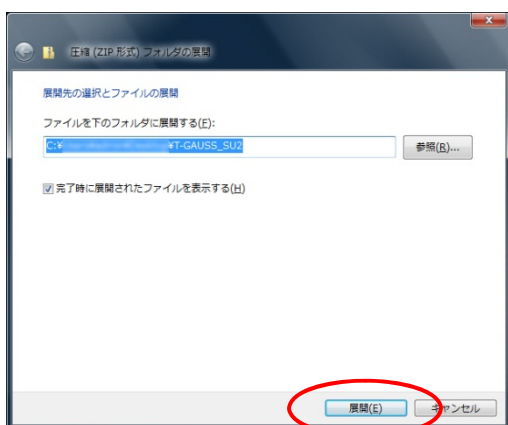 圧縮 (ZIP 形式) フォルダの展開
展開先の選択とファイルの展開
ファイルを下のフォルダに展開する(F):
C:¥ ¥T-GAUSS_SU2
参照(R)...
完了時に展開されたファイルを表示する(H)
展開(E)
キャンセル